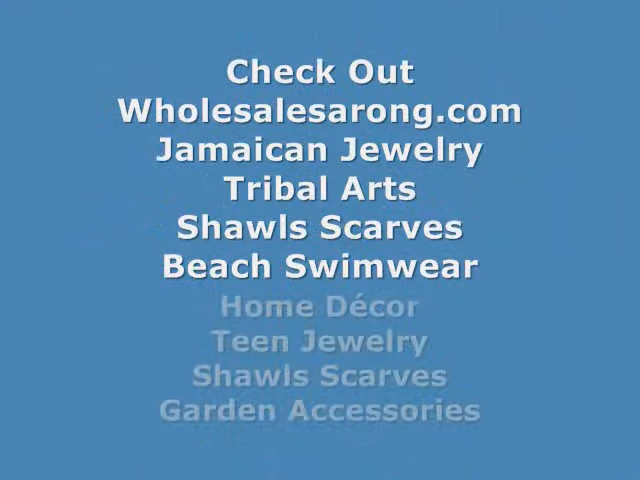 Check Out
Wholesalesarong.com
Jamaican Jewelry
Tribal Arts
Shawls Scarves
Beach Swimwear
Home Décor
Teen Jewelry
Shawls Scarves
Garden Accessories